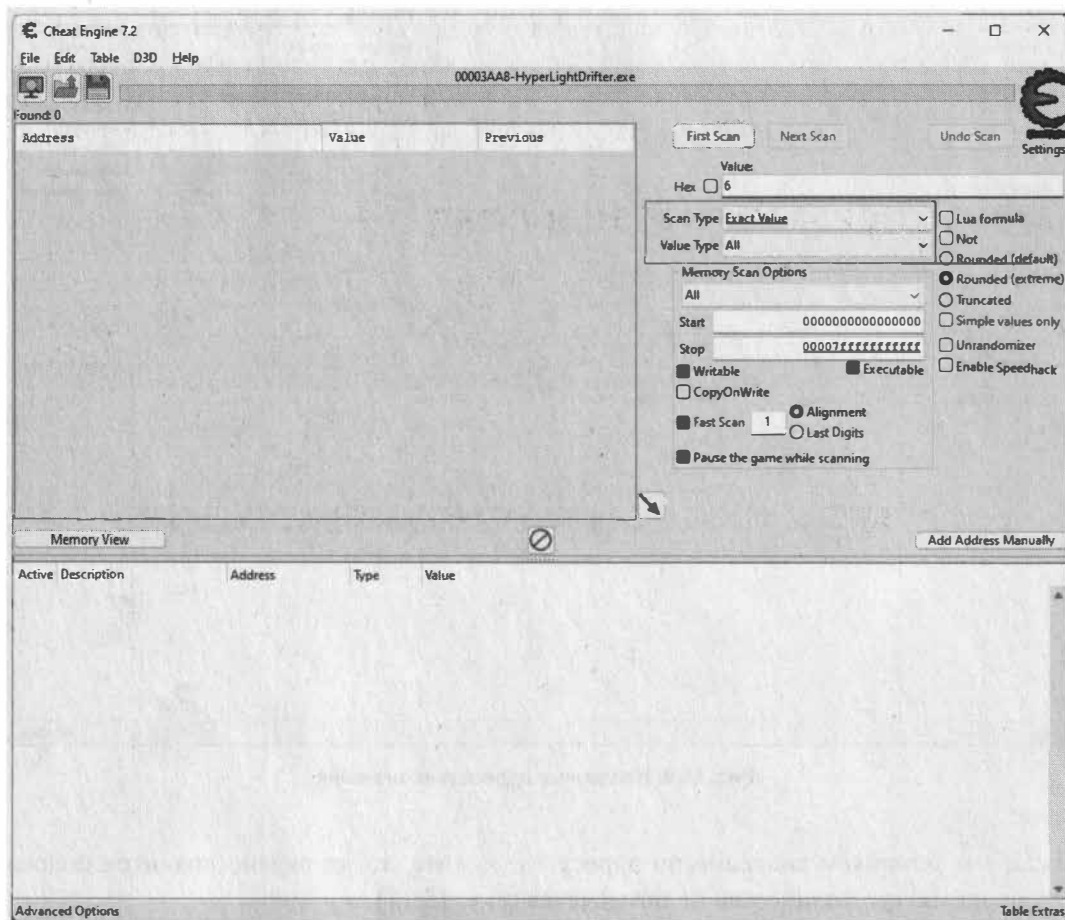 Cheat Engine 7.2
File Edit Table D3D Help
00003AA8-HyperLightDrifter.exe
Found: 0
Address Value Previous
First Scan Next Scan Undo Scan
Settings
Value:
Hex 6
Scan Type Exact Value
Lua formula
Value Type All
Not
Rounded (default)
Memory Scan Options
Rounded (extreme)
All
Truncated
Start 0000000000000000
Simple values only
Stop 00007fffffffffff
Unrandomizer
Writable Executable
Enable Speedhack
CopyOnWrite
Fast Scan 1 Alignment
Last Digits
Pause the game while scanning
Memory View
Add Address Manually
Active Description Address Type Value
Advanced Options Table Extras